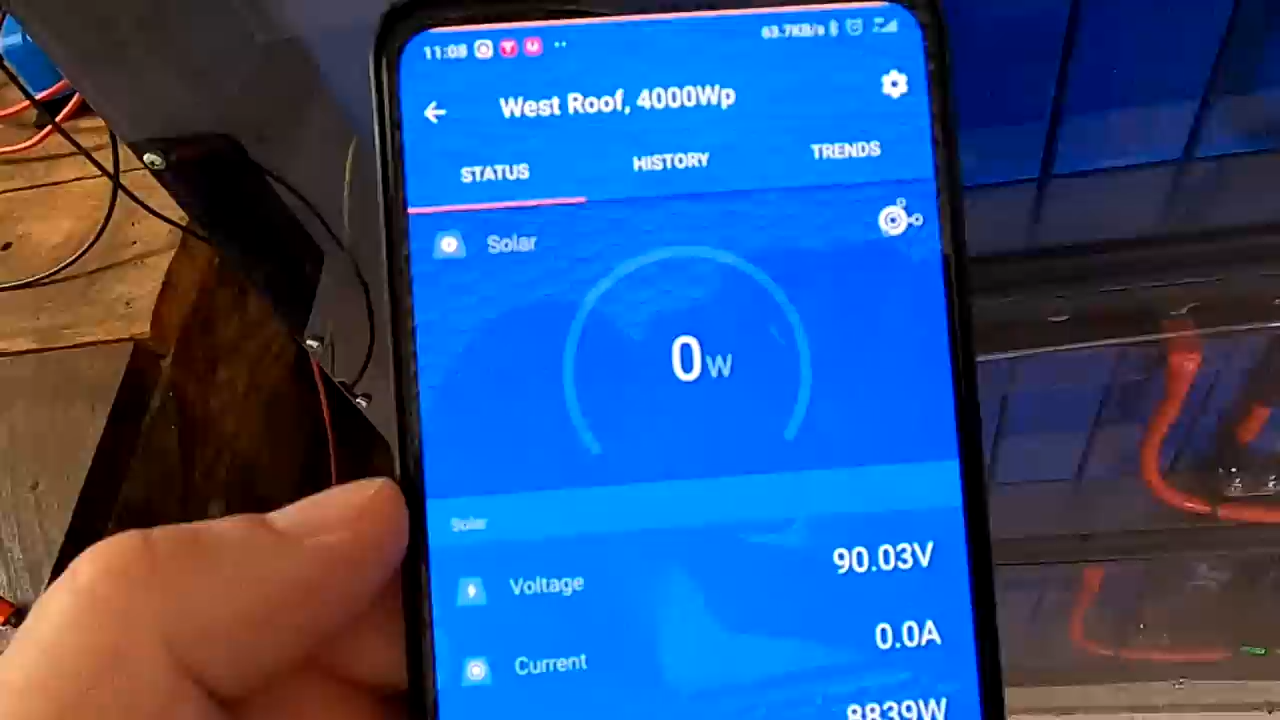 11:08
63.7KB/s
West Roof, 4000Wp
STATUS
HISTORY
TRENDS
Solar
0W
Solar
Voltage
90.03V
Current
0.0A
8839W